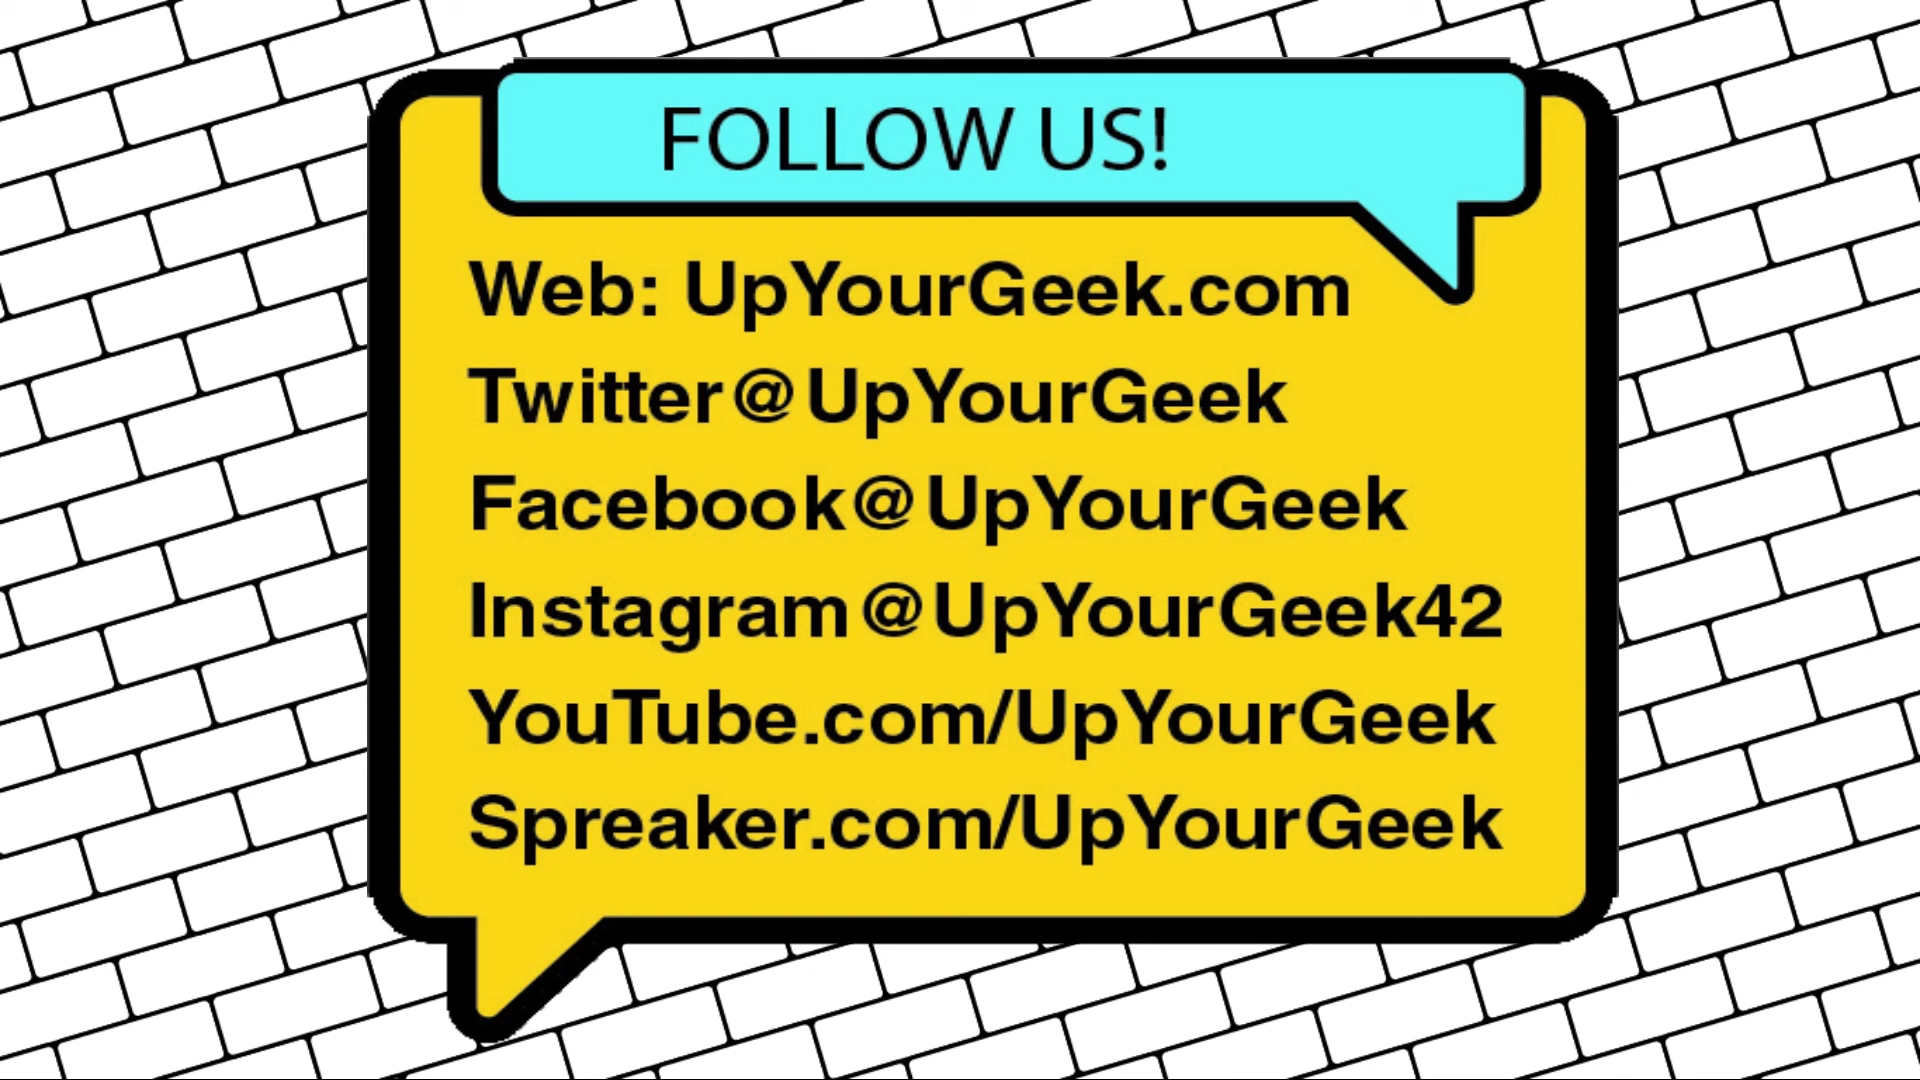 FOLLOW US!
Web: UpYourGeek.com
Twitter@UpYourGeek
Facebook@UpYourGeek
Instagram@UpYourGeek42
YouTube.com/UpYourGeek
Spreaker.com/UpYourGeek